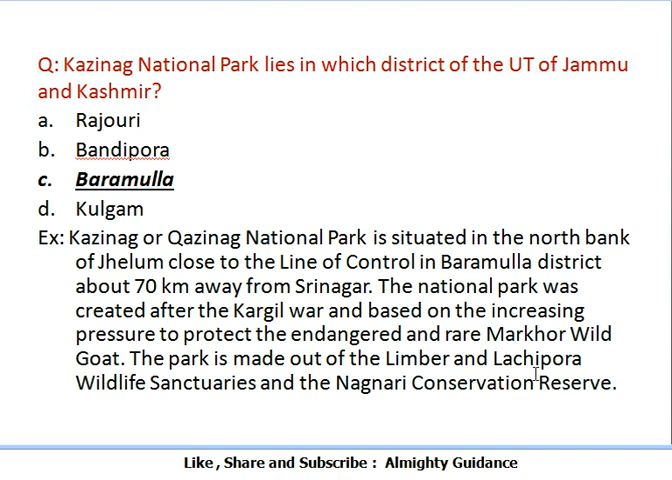 Q: Kazinag National Park lies in which district of the UT of Jammu
and Kashmir?
a. Rajouri
b. Bandipora
c. Baramulla
d. Kulgam
Ex: Kazinag or Qazinag National Park is situated in the north bank
of Jhelum close to the Line of Control in Baramulla district
about 70 km away from Srinagar. The national park was
created after the Kargil war and based on the increasing
pressure to protect the endangered and rare Markhor Wild
Goat. The park is made out of the Limber and Lachipora
Wildlife Sanctuaries and the Nagnari Conservation Reserve.
Like , Share and Subscribe : Almighty Guidance